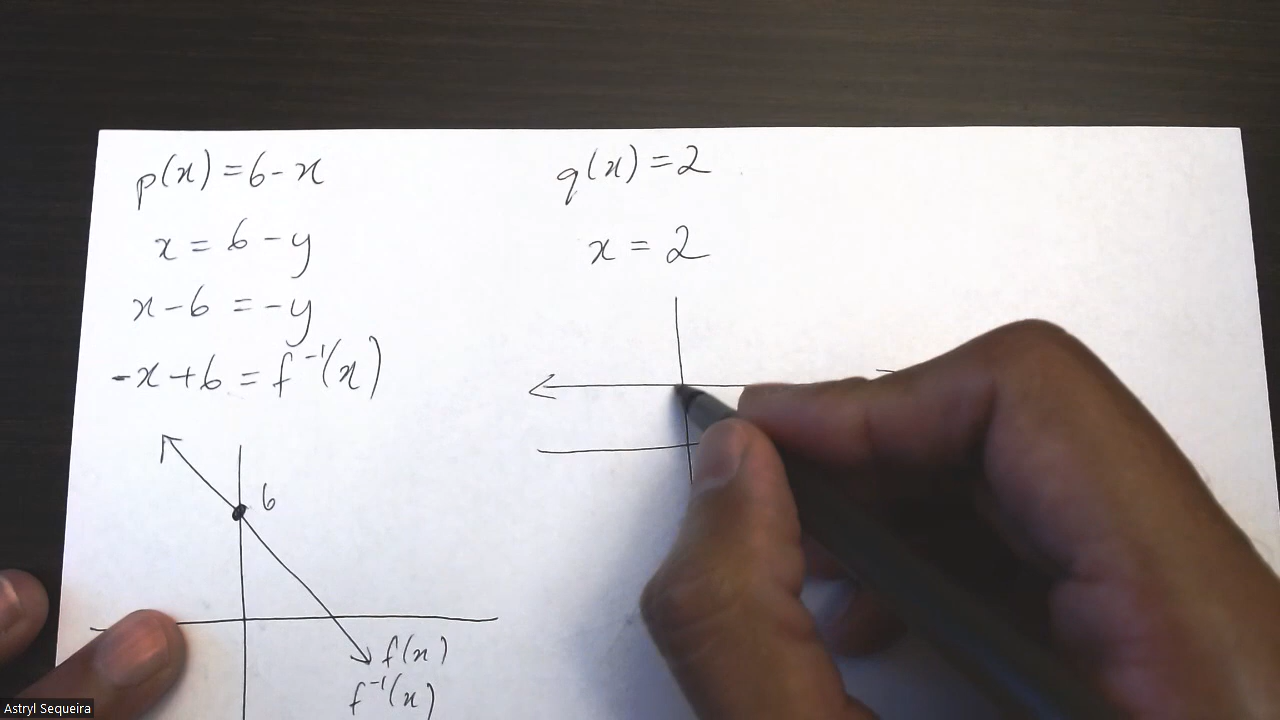 p(x) = 6 - x
x = 6 - y
x - 6 = -y
-x + 6 = f⁻¹(x)
6
f(x)
f⁻¹(x)
q(x) = 2
x = 2
Astryl Sequeira